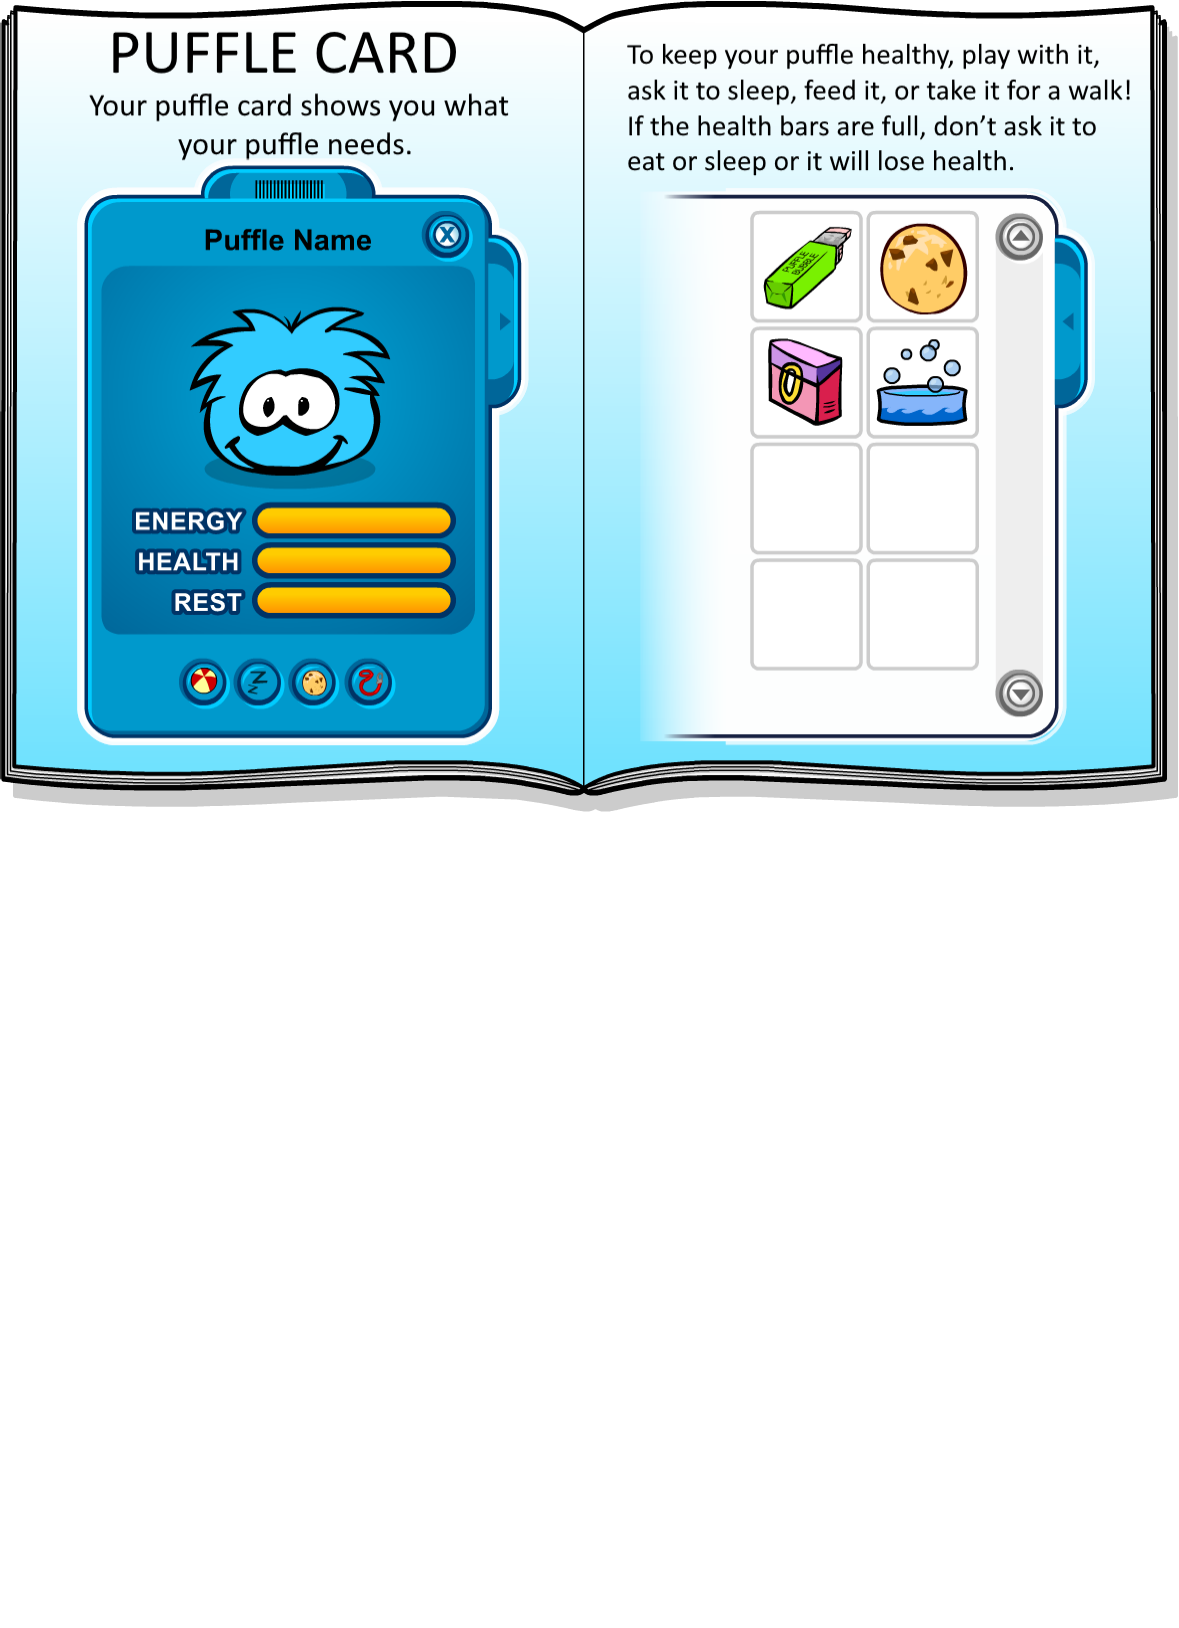 PUFFLE CARD
Your puffle card shows you what
your puffle needs.
Puffle Name
X
ENERGY
HEALTH
REST
Z
Z
To keep your puffle healthy, play with it,
ask it to sleep, feed it, or take it for a walk!
If the health bars are full, don’t ask it to
eat or sleep or it will lose health.
PUFFLE
BUBBLE
O